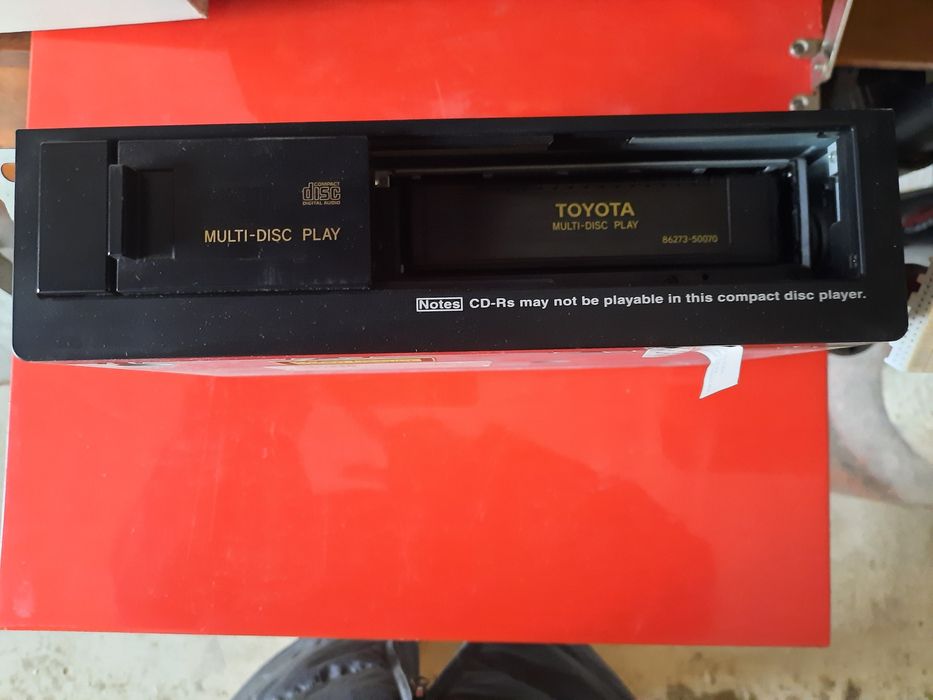 COMPACT
disc
DIGITAL AUDIO
MULTI-DISC PLAY
TOYOTA
MULTI-DISC PLAY
86273-50070
Notes CD-Rs may not be playable in this compact disc player.